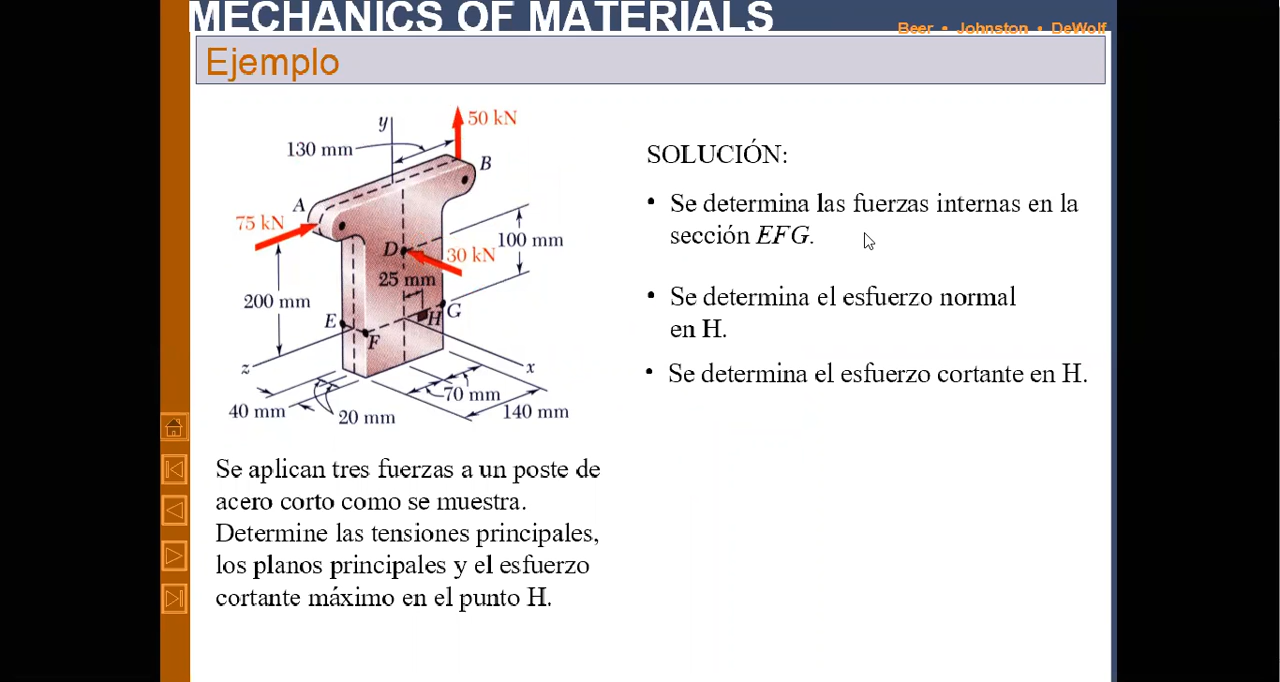 MECHANICS OF MATERIALS
Beer • Johnston • DeWolf
Ejemplo
y
50 kN
130 mm
B
A
75 kN
D
30 kN
100 mm
25 mm
200 mm
E
F
H
G
z
x
40 mm
20 mm
70 mm
140 mm
Se aplican tres fuerzas a un poste de
acero corto como se muestra.
Determine las tensiones principales,
los planos principales y el esfuerzo
cortante máximo en el punto H.
SOLUCIÓN:
• Se determina las fuerzas internas en la
sección EFG.
• Se determina el esfuerzo normal
en H.
• Se determina el esfuerzo cortante en H.